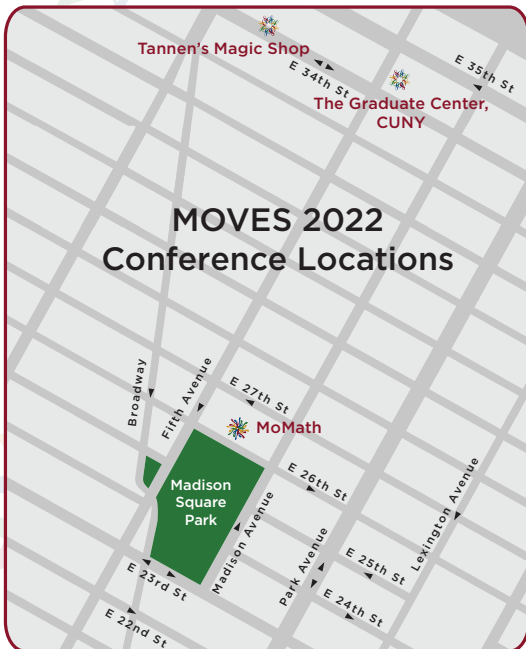 Tannen's Magic Shop
E 34th St
E 35th St
The Graduate Center,
CUNY
MOVES 2022
Conference Locations
Broadway
Fifth Avenue
E 27th St
MoMath
Madison
Square
Park
E 26th St
Madison Avenue
Park Avenue
Lexington Avenue
E 25th St
E 23rd St
E 24th St
E 22nd St